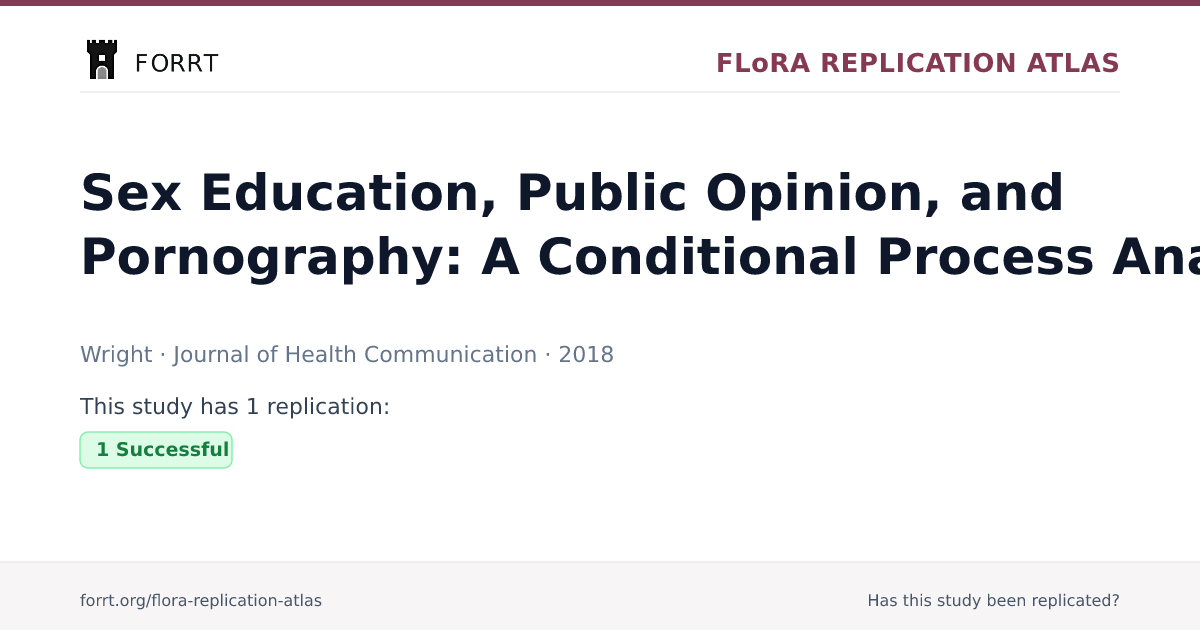 FORRT
FLoRA REPLICATION ATLAS
Sex Education, Public Opinion, and
Pornography: A Conditional Process Ana
Wright · Journal of Health Communication · 2018
This study has 1 replication:
1 Successful
forrt.org/flora-replication-atlas
Has this study been replicated?